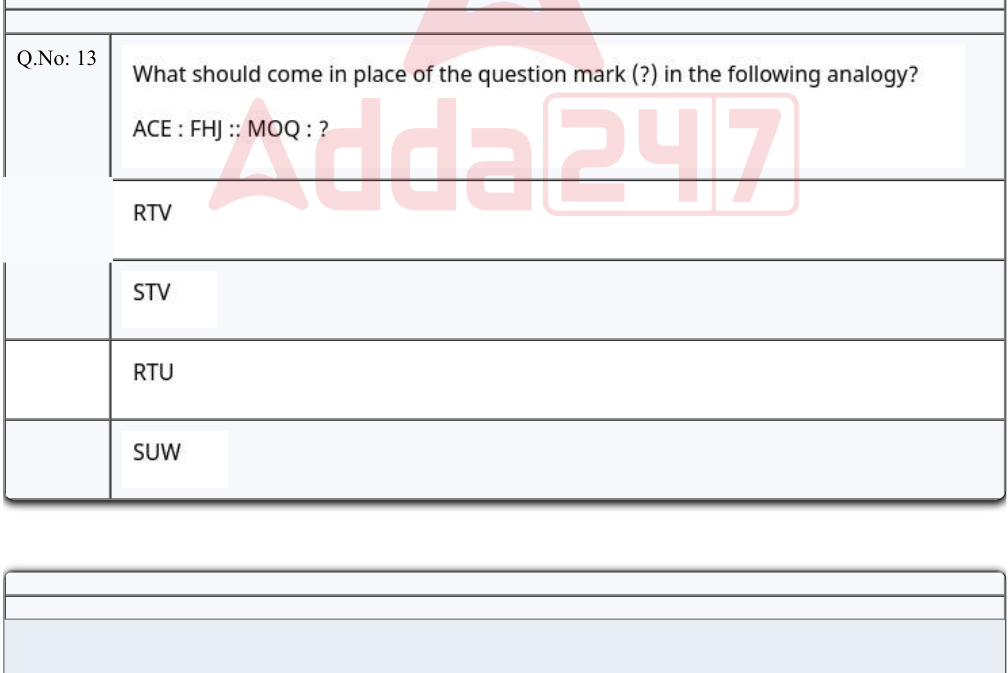 Q.No: 13
What should come in place of the question mark (?) in the following analogy?
ACE : FHJ :: MOQ : ?
Adda247
RTV
STV
RTU
SUW